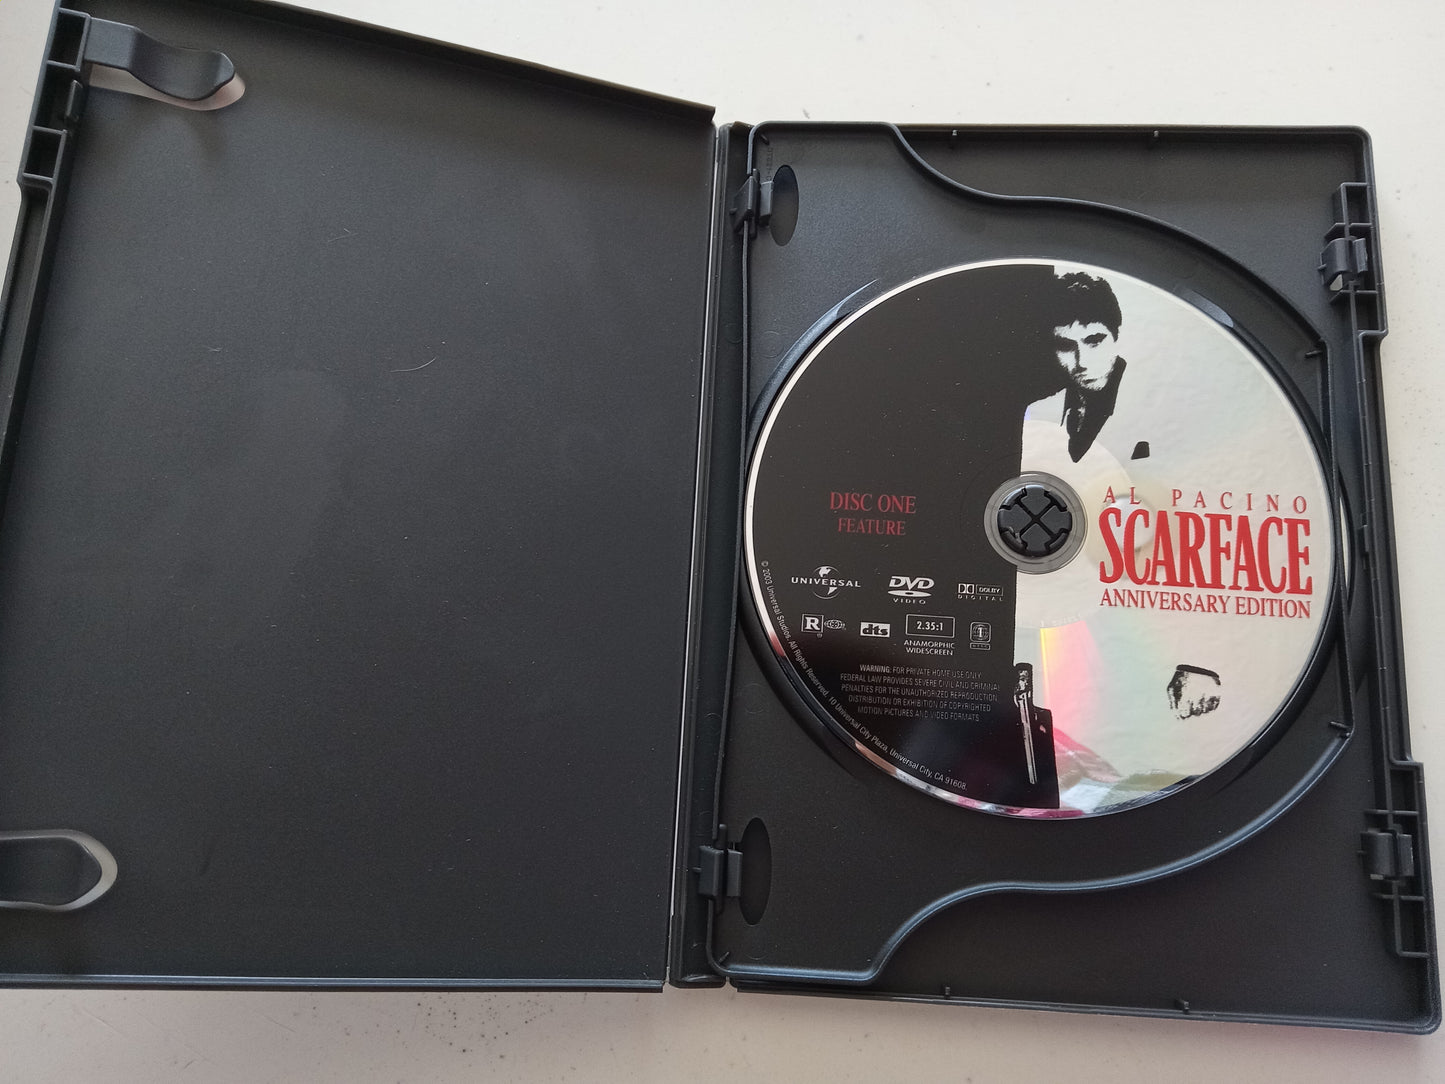 DISC ONE
FEATURE
AL PACINO
SCARFACE
ANNIVERSARY EDITION
UNIVERSAL
DVD
VIDEO
DOLBY
DIGITAL
R
dts
2.35:1
ANAMORPHIC
WIDESCREEN
WARNING: FOR PRIVATE HOME USE ONLY.
FEDERAL LAW PROVIDES SEVERE CIVIL AND CRIMINAL
PENALTIES FOR THE UNAUTHORIZED REPRODUCTION
DISTRIBUTION OR EXHIBITION OF COPYRIGHTED
MOTION PICTURES AND VIDEO FORMATS.
© 2003 Universal Studios. All Rights Reserved. 10 Universal City Plaza, Universal City, CA 91608.